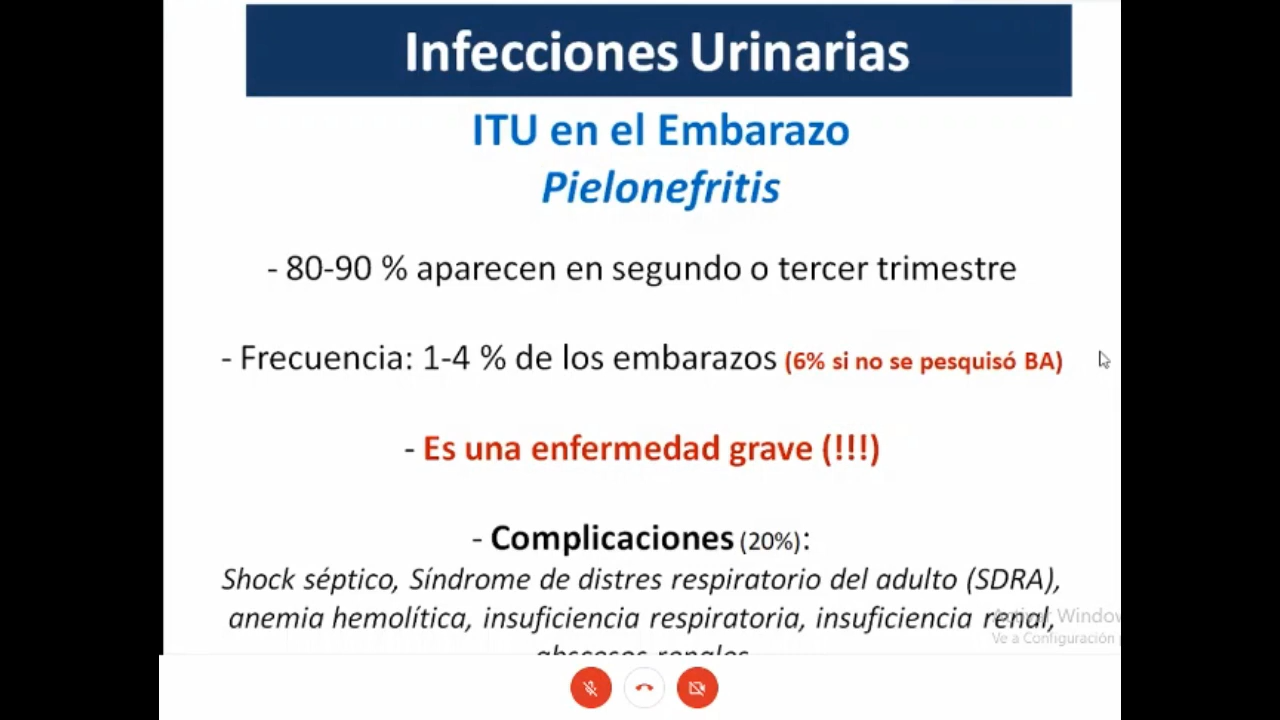 Infecciones Urinarias
ITU en el Embarazo
Pielonefritis
- 80-90 % aparecen en segundo o tercer trimestre
- Frecuencia: 1-4 % de los embarazos (6% si no se pesquisó BA)
- Es una enfermedad grave (!!!)
- Complicaciones (20%):
Shock séptico, Síndrome de distres respiratorio del adulto (SDRA),
anemia hemolítica, insuficiencia respiratoria, insuficiencia renal,
abscesos renales
Activar Window
Ve a Configuración